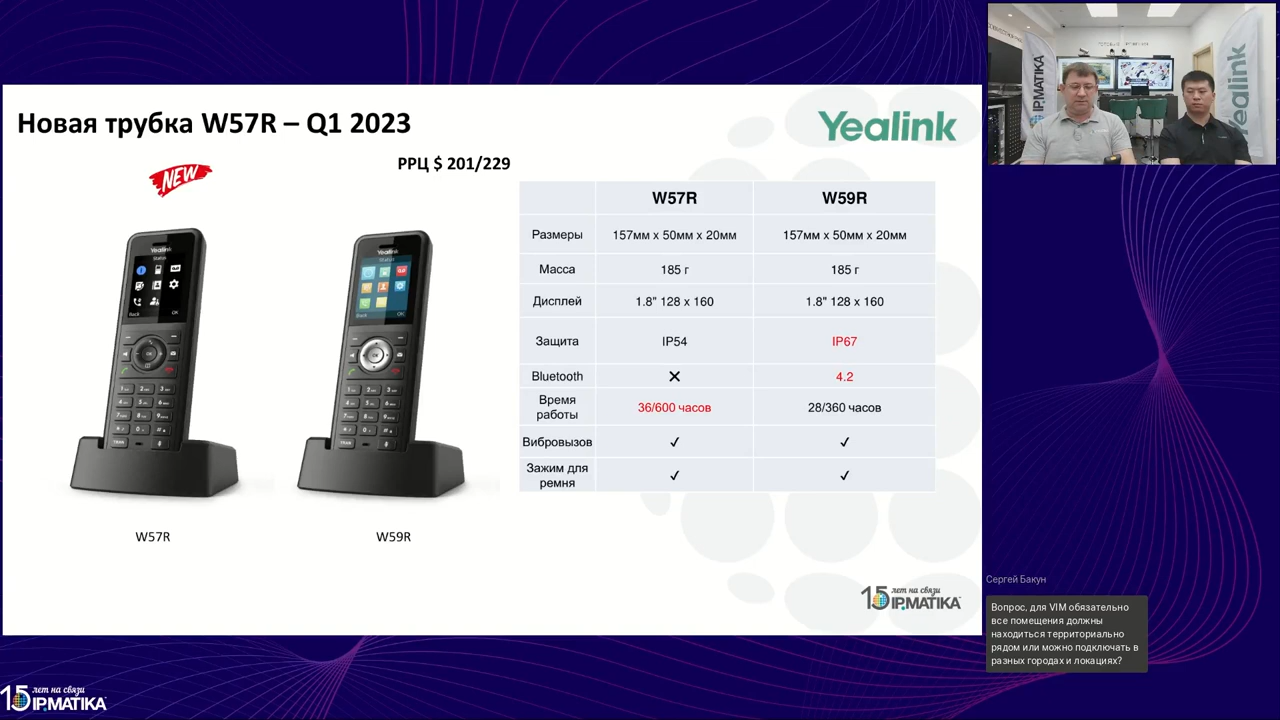 Новая трубка W57R – Q1 2023
Yealink
NEW
РРЦ $ 201/229
W57R W59R
Размеры 157мм x 50мм x 20мм 157мм x 50мм x 20мм
Масса 185 г 185 г
Дисплей 1.8" 128 x 160 1.8" 128 x 160
Защита IP54 IP67
Bluetooth ✕ 4.2
Время
работы 36/600 часов 28/360 часов
Вибровызов ✓ ✓
Зажим для
ремня ✓ ✓
W57R
W59R
15 лет на связи
IPMATIKA
IPMATIKA
Yealink
Сергей Бакун
Вопрос, для VIM обязательно
все помещения должны
находиться территориально
рядом или можно подключать в
разных городах и локациях?
15 лет на связи
IPMATIKA